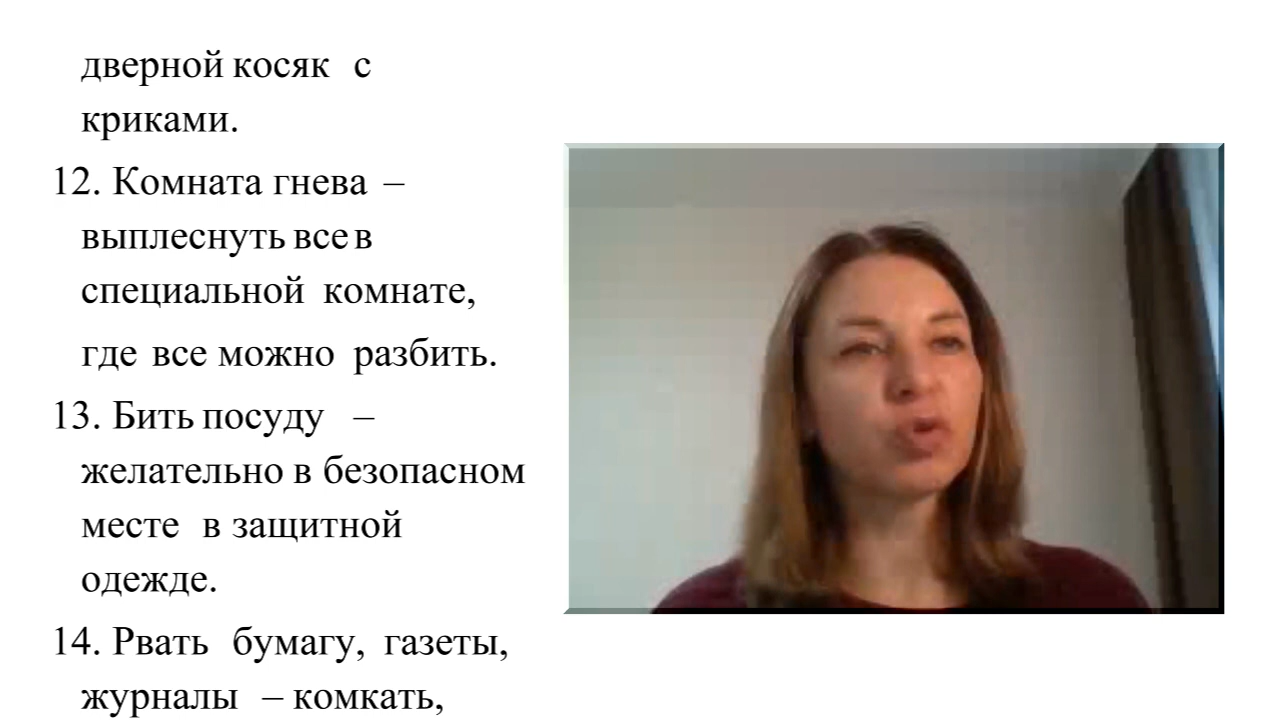 дверной косяк с
криками.
12. Комната гнева –
выплеснуть все в
специальной комнате,
где все можно разбить.
13. Бить посуду –
желательно в безопасном
месте в защитной
одежде.
14. Рвать бумагу, газеты,
журналы – комкать,